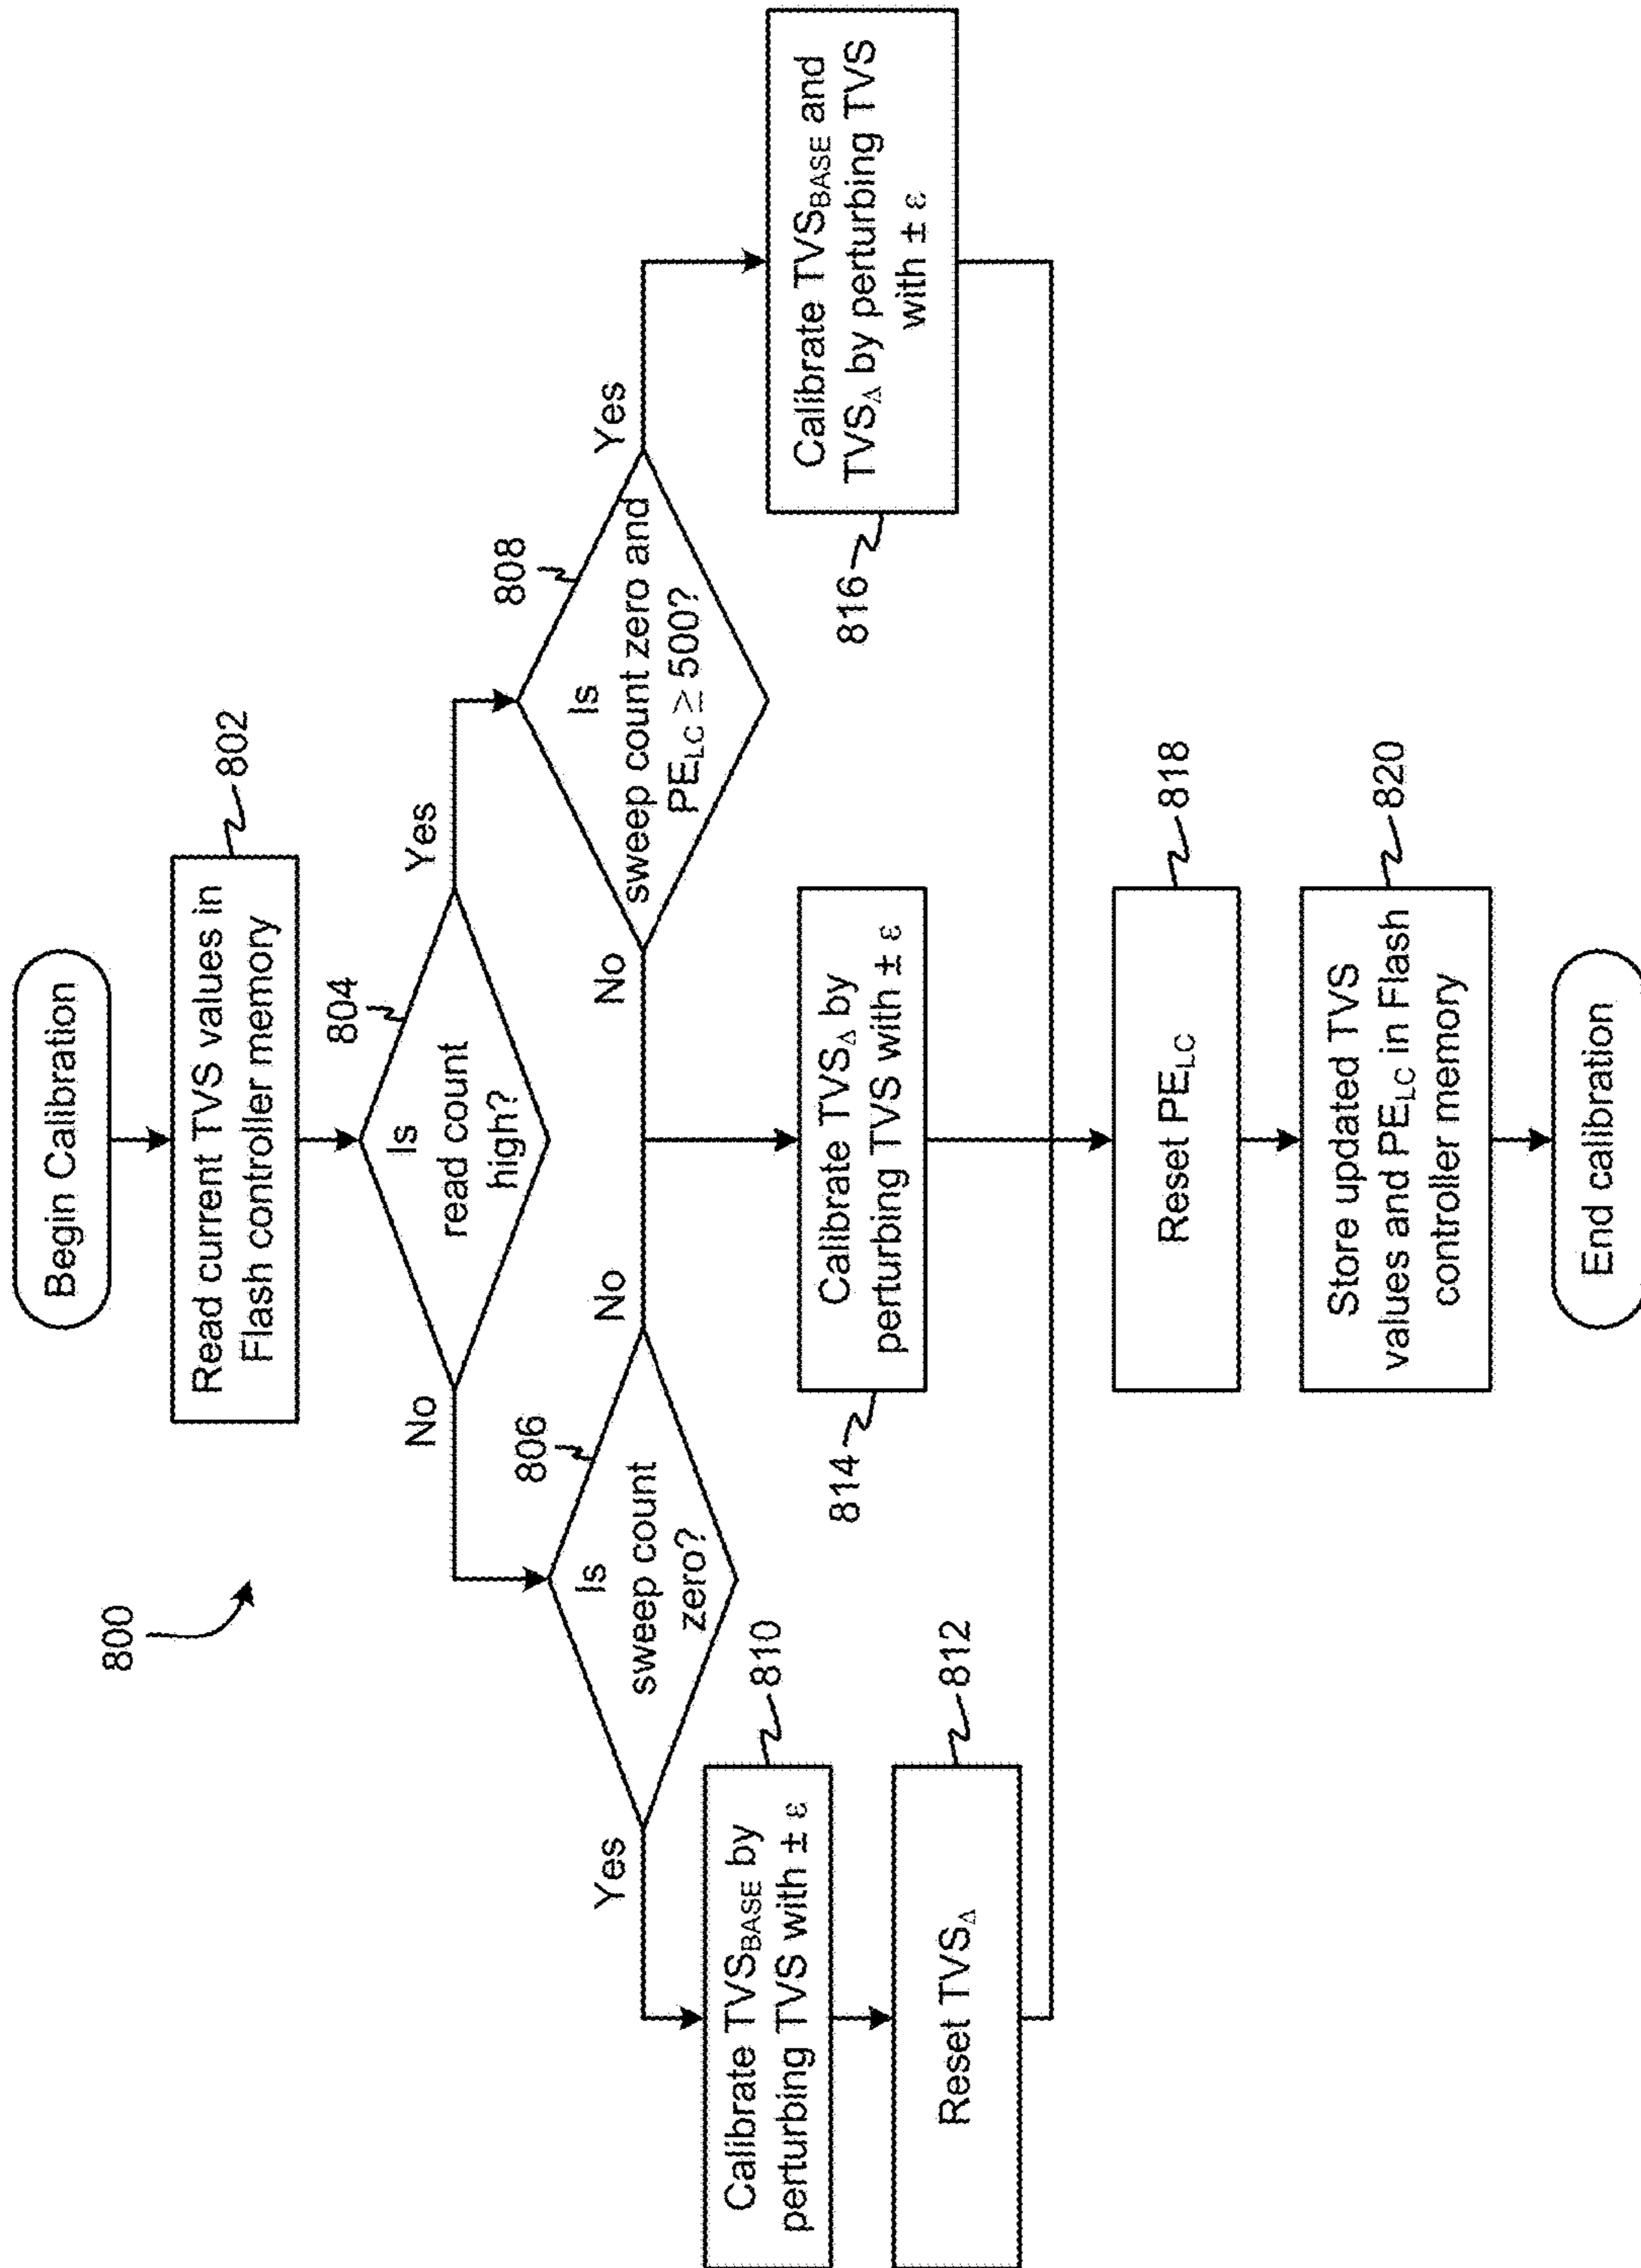 800
Begin Calibration
Read current TVS values in
Flash controller memory
802
804
Is
read count
high?
No
Yes
806
Is
sweep count
zero?
808
Is
sweep count zero and
PE_LC ≥ 500?
Yes
No
No
Yes
Calibrate TVS_BASE by
perturbing TVS with ± ε
810
Reset TVS_Δ
812
Calibrate TVS_Δ by
perturbing TVS with ± ε
814
Calibrate TVS_BASE and
TVS_Δ by perturbing TVS
with ± ε
816
Reset PE_LC
818
Store updated TVS
values and PE_LC in Flash
controller memory
820
End calibration